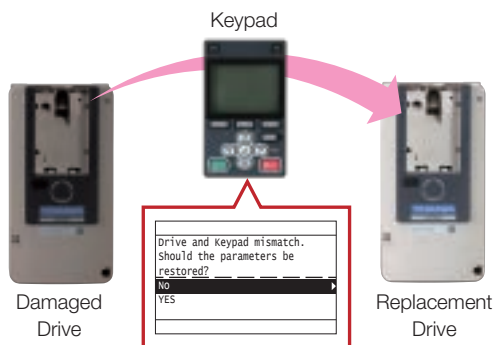 Keypad
Drive and Keypad mismatch.
Should the parameters be
restored?
No
YES
Damaged
Drive
Replacement
Drive